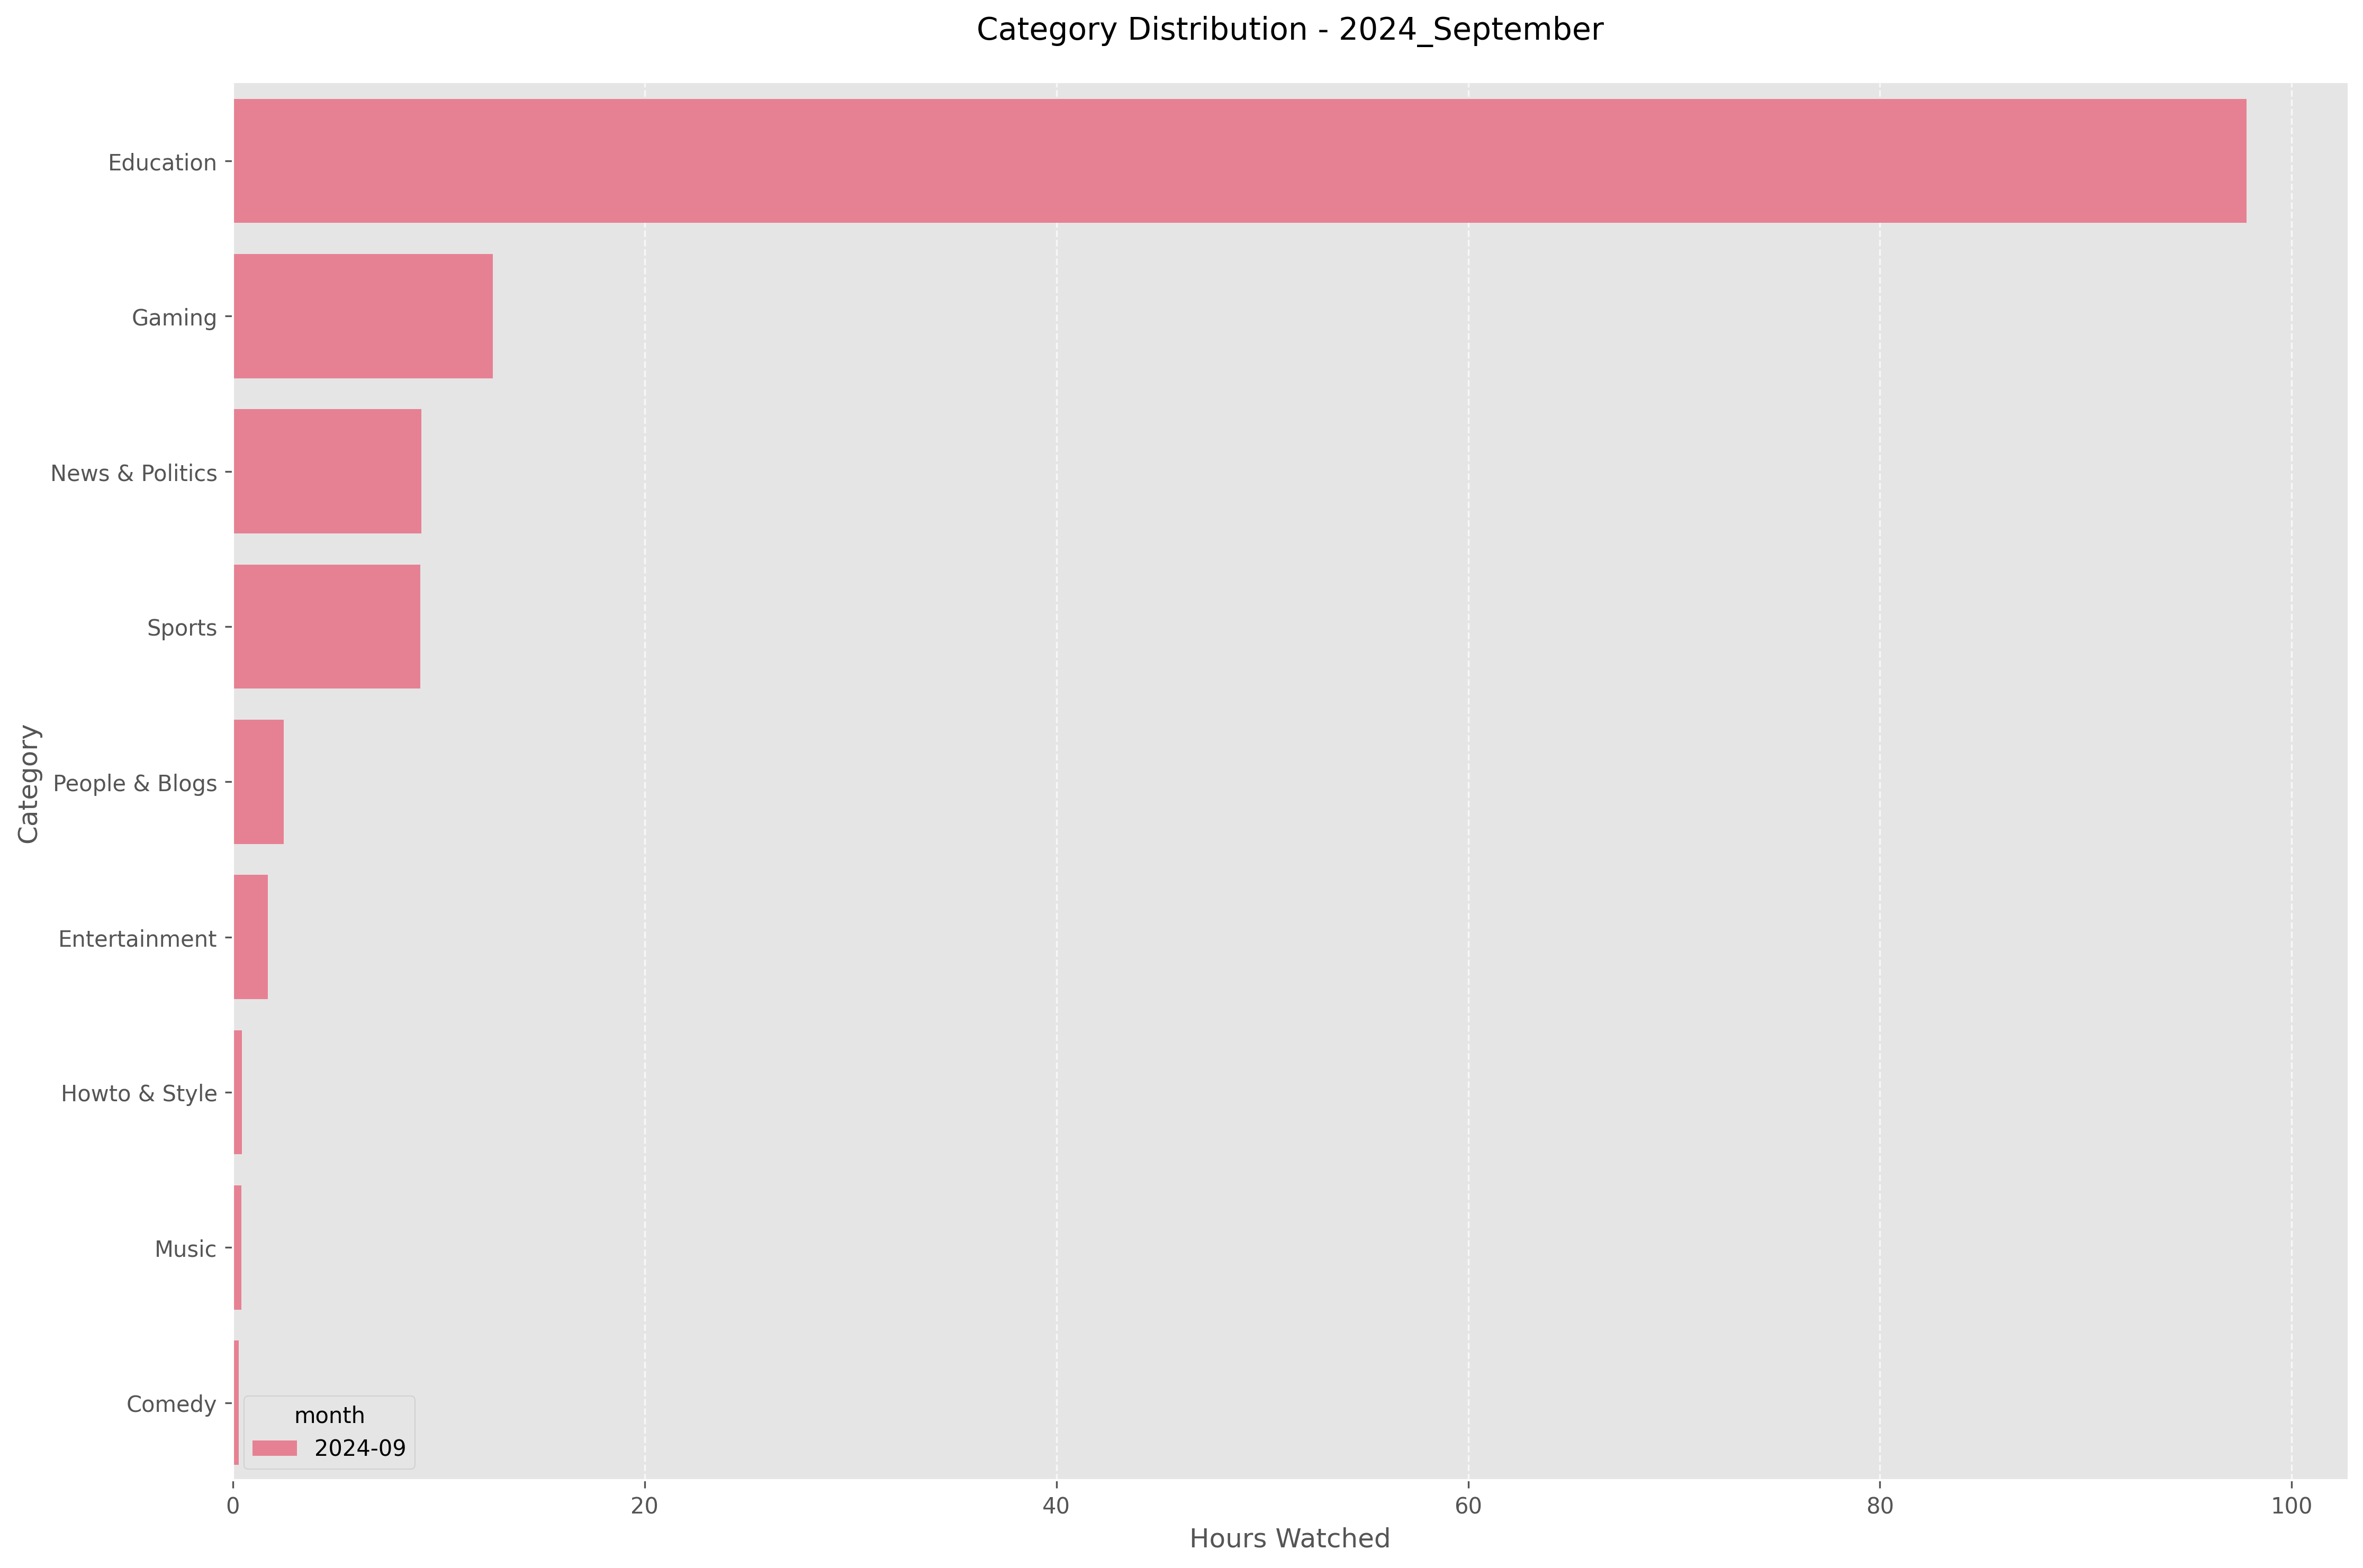 Category Distribution - 2024_September
Category
Education
Gaming
News & Politics
Sports
People & Blogs
Entertainment
Howto & Style
Music
Comedy
month
2024-09
0 20 40 60 80 100
Hours Watched